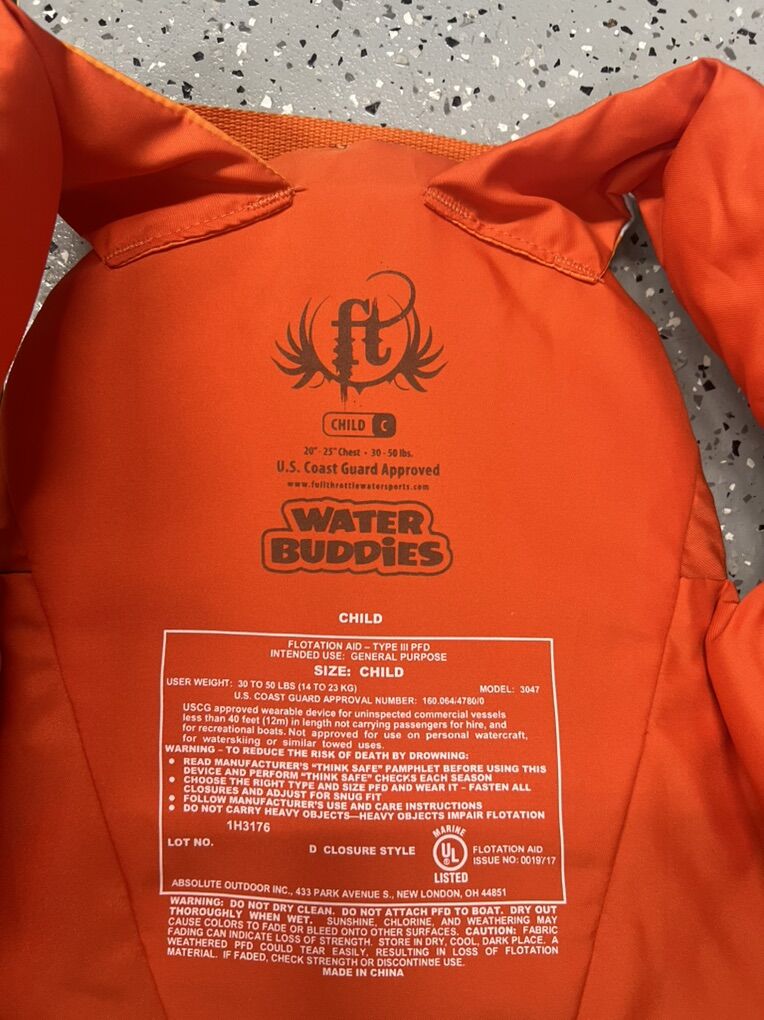 ft
CHILD C
20" - 25" Chest • 30 - 50 lbs.
U.S. Coast Guard Approved
www.fullthrottlewatersports.com
WATER
BUDDiES
CHILD
FLOTATION AID – TYPE III PFD
INTENDED USE: GENERAL PURPOSE
SIZE: CHILD
USER WEIGHT: 30 TO 50 LBS (14 TO 23 KG) MODEL: 3047
U.S. COAST GUARD APPROVAL NUMBER: 160.064/4780/0
USCG approved wearable device for uninspected commercial vessels
less than 40 feet (12m) in length not carrying passengers for hire, and
for recreational boats. Not approved for use on personal watercraft,
for waterskiing or similar towed uses.
WARNING – TO REDUCE THE RISK OF DEATH BY DROWNING:
• READ MANUFACTURER'S "THINK SAFE" PAMPHLET BEFORE USING THIS
DEVICE AND PERFORM "THINK SAFE" CHECKS EACH SEASON
• CHOOSE THE RIGHT TYPE AND SIZE PFD AND WEAR IT – FASTEN ALL
CLOSURES AND ADJUST FOR SNUG FIT
• FOLLOW MANUFACTURER'S USE AND CARE INSTRUCTIONS
• DO NOT CARRY HEAVY OBJECTS—HEAVY OBJECTS IMPAIR FLOTATION
1H3176
LOT NO. D CLOSURE STYLE
MARINE
UL
LISTED
FLOTATION AID
ISSUE NO: 0019717
ABSOLUTE OUTDOOR INC., 433 PARK AVENUE S., NEW LONDON, OH 44851
WARNING: DO NOT DRY CLEAN. DO NOT ATTACH PFD TO BOAT. DRY OUT
THOROUGHLY WHEN WET. SUNSHINE, CHLORINE, AND WEATHERING MAY
CAUSE COLORS TO FADE OR BLEED ONTO OTHER SURFACES. CAUTION: FABRIC
FADING CAN INDICATE LOSS OF STRENGTH. STORE IN DRY, COOL, DARK PLACE. A
WEATHERED PFD COULD TEAR EASILY, RESULTING IN LOSS OF FLOTATION
MATERIAL. IF FADED, CHECK STRENGTH OR DISCONTINUE USE.
MADE IN CHINA